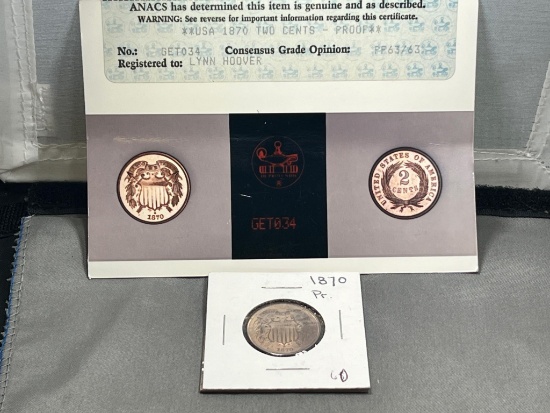 ANACS has determined this item is genuine and as described.
WARNING: See reverse for important information regarding this certificate.
**USA 1870 TWO CENTS - PROOF**
No.: GET034 Consensus Grade Opinion: PF63/63
Registered to: LYNN HOOVER
1870
GET034
UNITED STATES OF AMERICA
2
CENTS
1870
Pf.
1870